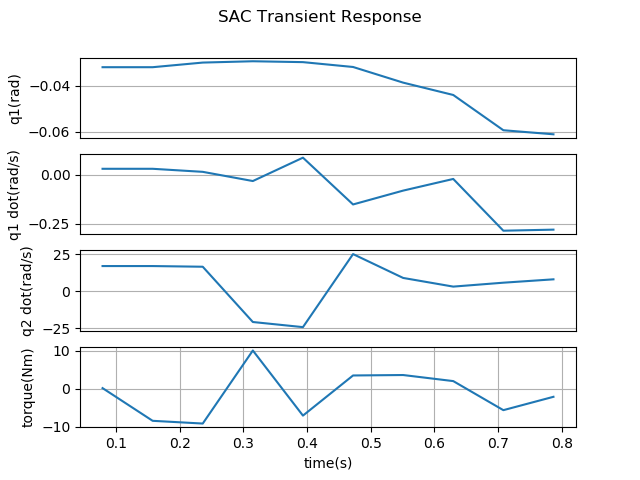 SAC Transient Response
q1(rad)
−0.04
−0.06
q1 dot(rad/s)
0.00
−0.25
q2 dot(rad/s)
25
0
−25
torque(Nm)
10
0
−10
0.1 0.2 0.3 0.4 0.5 0.6 0.7 0.8
time(s)